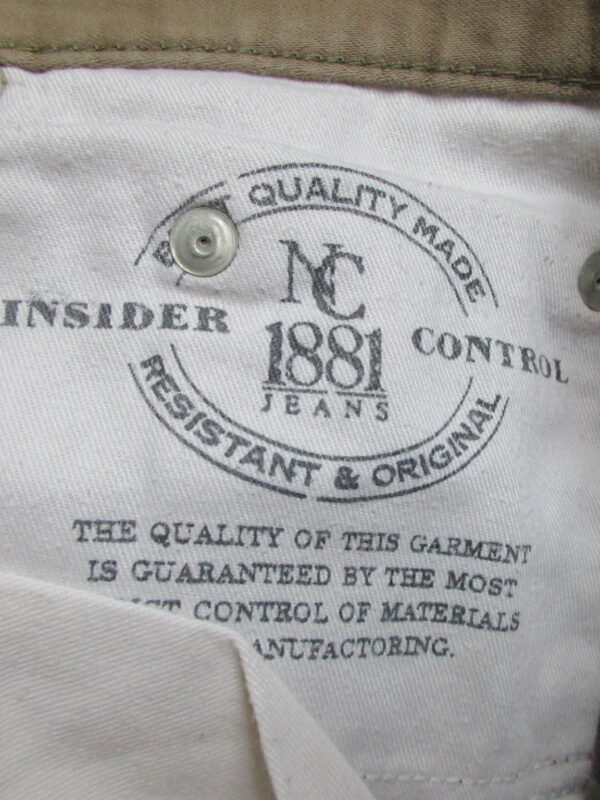 QUALITY MADE
NC
INSIDER 1881 CONTROL
JEANS
RESISTANT & ORIGINAL
THE QUALITY OF THIS GARMENT
IS GUARANTEED BY THE MOST
CONTROL OF MATERIALS
ANUFACTORING.